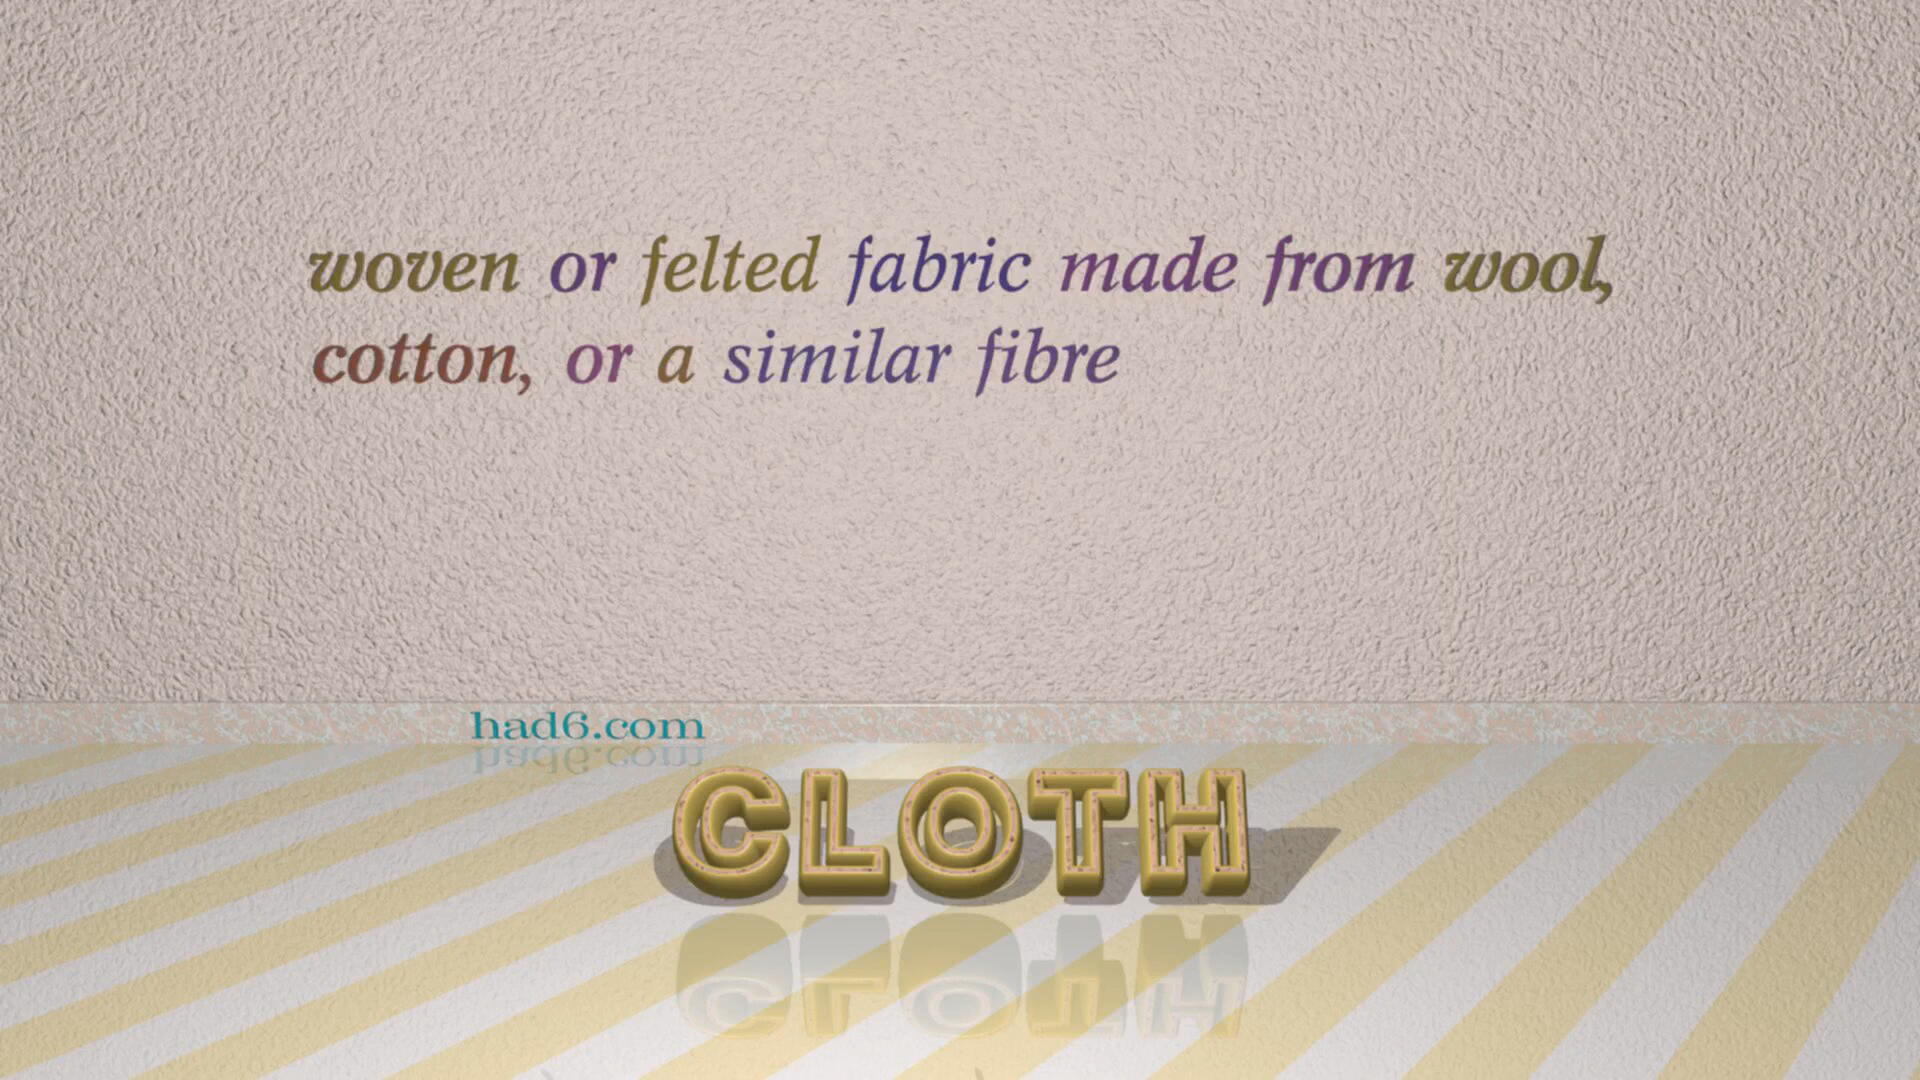 woven or felted fabric made from wool,
cotton, or a similar fibre
had6.com
CLOTH